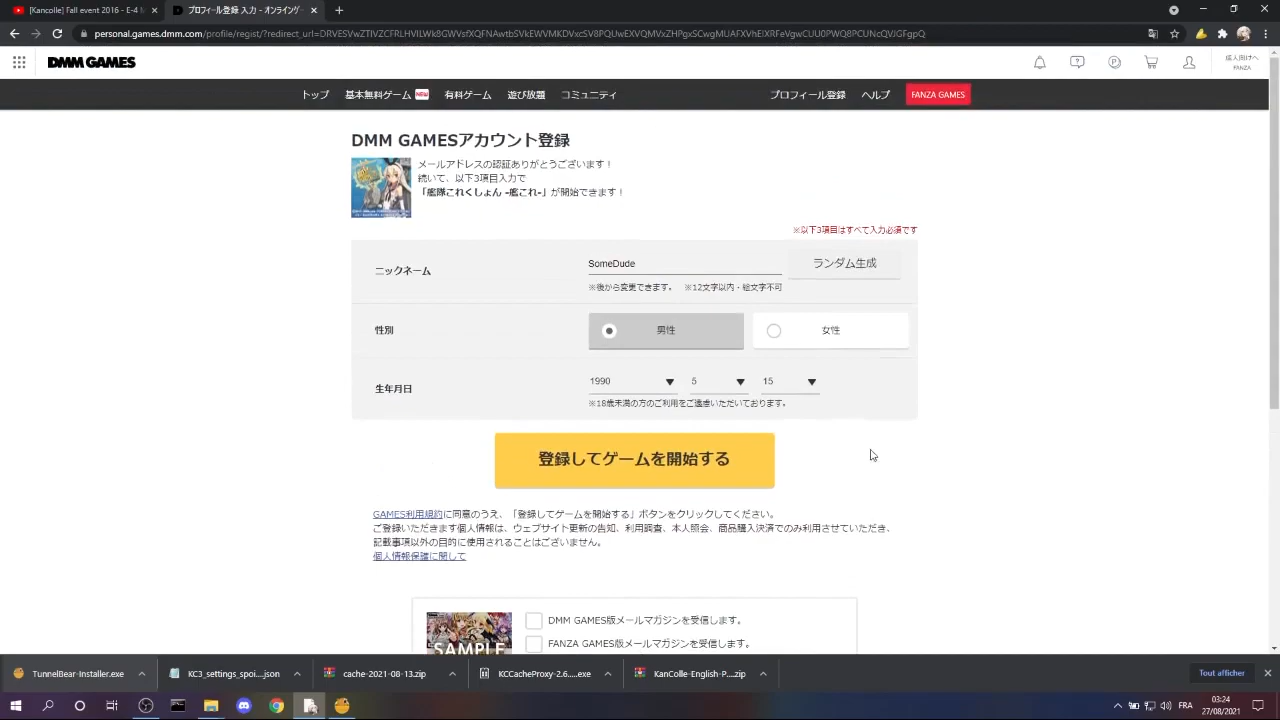 [Kancolle] Fall event 2016 - E-4 M
プロフィール登録 入力 - オンラインゲー
personal.games.dmm.com/profile/regist/?redirect_url=
DMM GAMES
成人向けへ
FANZA
トップ 基本無料ゲーム NEW 有料ゲーム 遊び放題 コミュニティ プロフィール登録 ヘルプ FANZA GAMES
DMM GAMESアカウント登録
メールアドレスの認証ありがとうございます！
続いて、以下3項目入力で
「艦隊これくしょん -艦これ-」が開始できます！
※以下3項目はすべて入力必須です
ニックネーム SomeDude ランダム生成
※後から変更できます。 ※12文字以内・絵文字不可
性別 男性 女性
生年月日 1990 5 15
※18歳未満の方のご利用をご遠慮いただいております。
登録してゲームを開始する
GAMES利用規約に同意のうえ、「登録してゲームを開始する」ボタンをクリックしてください。
ご登録いただきます個人情報は、ウェブサイト更新の告知、利用調査、本人照会、商品購入決済でのみ利用させていただき、
記載事項以外の目的に使用されることはございません。
個人情報保護に関して
SAMPLE
DMM GAMES版メールマガジンを受信します。
FANZA GAMES版メールマガジンを受信します。
TunnelBear-Installer.exe KC3_settings_spoi....json cache-2021-08-13.zip KCCacheProxy-2.6.....exe KanColle-English-P....zip Tout afficher
FRA
03:24
27/08/2021